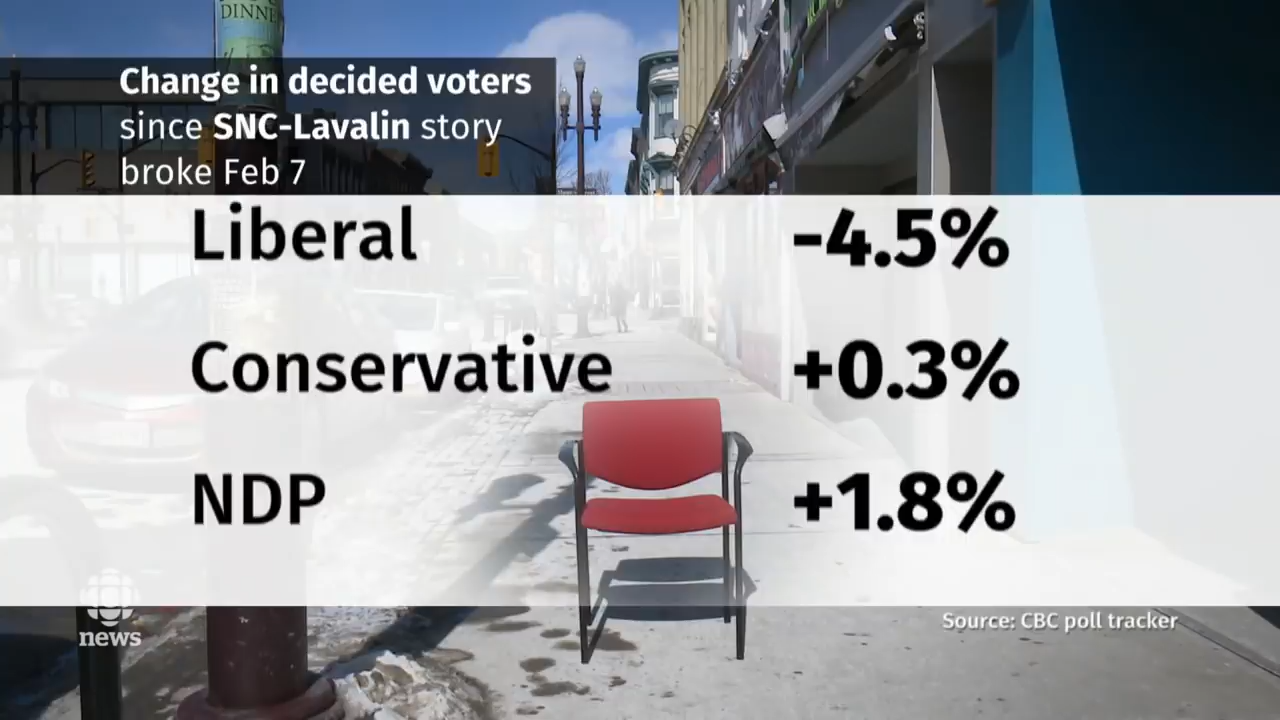 DINNE
Change in decided voters
since SNC-Lavalin story
broke Feb 7
Liberal -4.5%
Conservative +0.3%
NDP +1.8%
news
Source: CBC poll tracker